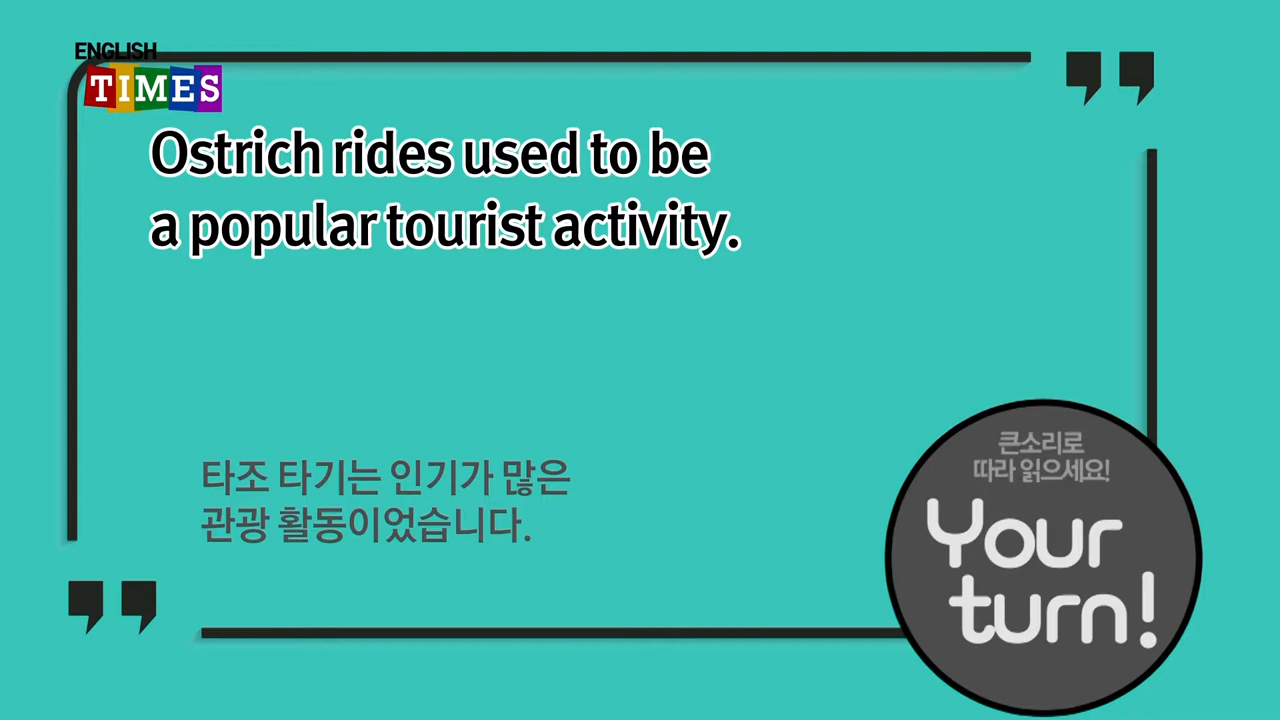 ENGLISH
TIMES
Ostrich rides used to be
a popular tourist activity.
타조 타기는 인기가 많은
관광 활동이었습니다.
큰소리로
따라 읽으세요!
Your
turn!